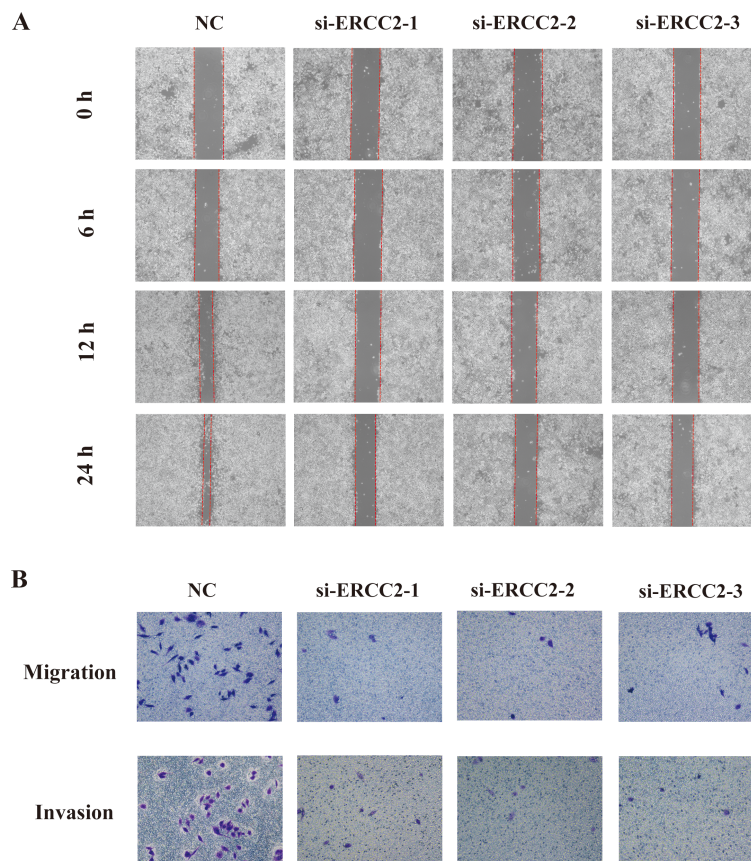 A
NC si-ERCC2-1 si-ERCC2-2 si-ERCC2-3
0 h
6 h
12 h
24 h
B
NC si-ERCC2-1 si-ERCC2-2 si-ERCC2-3
Migration
Invasion